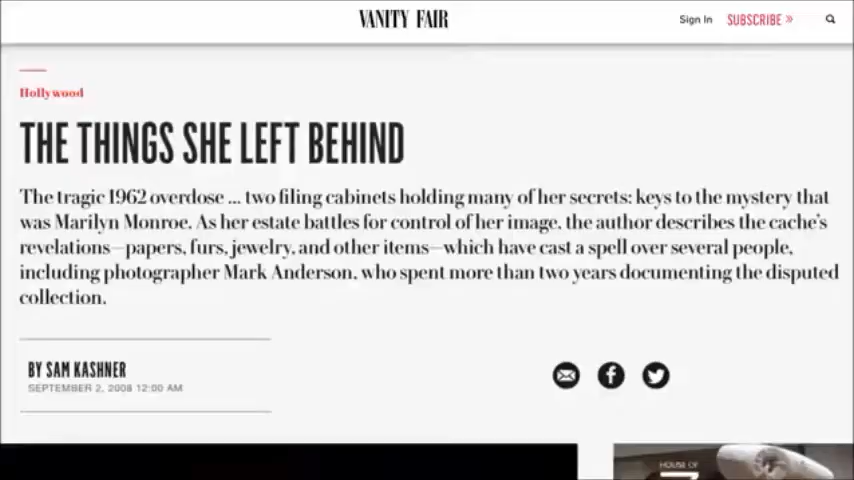 VANITY FAIR
Sign In SUBSCRIBE »
Hollywood
THE THINGS SHE LEFT BEHIND
The tragic 1962 overdose ... two filing cabinets holding many of her secrets: keys to the mystery that
was Marilyn Monroe. As her estate battles for control of her image, the author describes the cache's
revelations—papers, furs, jewelry, and other items—which have cast a spell over several people,
including photographer Mark Anderson, who spent more than two years documenting the disputed
collection.
BY SAM KASHNER
SEPTEMBER 2, 2008 12:00 AM
HOUSE OF